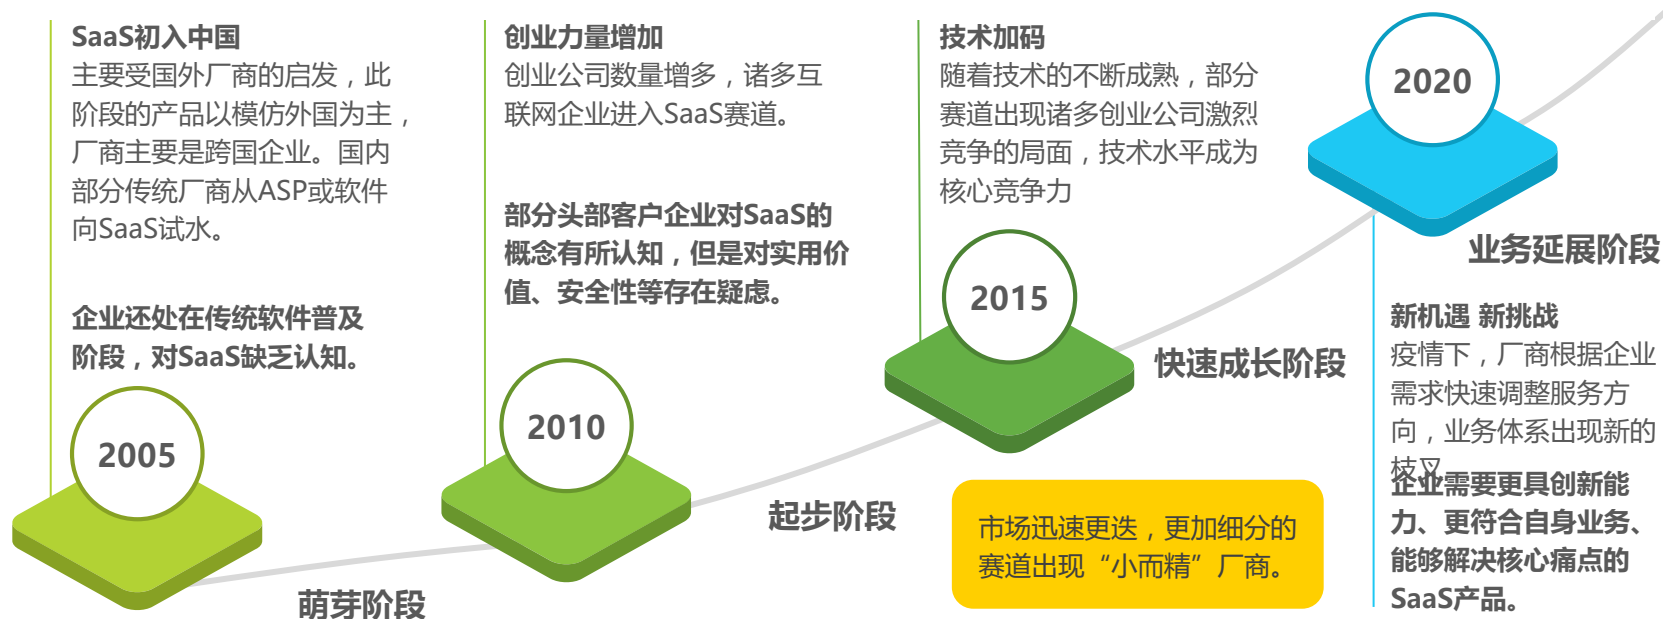 SaaS初入中国
主要受国外厂商的启发，此
阶段的产品以模仿外国为主，
厂商主要是跨国企业。国内
部分传统厂商从ASP或软件
向SaaS试水。
企业还处在传统软件普及
阶段，对SaaS缺乏认知。
2005
萌芽阶段
创业力量增加
创业公司数量增多，诸多互
联网企业进入SaaS赛道。
部分头部客户企业对SaaS的
概念有所认知，但是对实用价
值、安全性等存在疑虑。
2010
起步阶段
技术加码
随着技术的不断成熟，部分
赛道出现诸多创业公司激烈
竞争的局面，技术水平成为
核心竞争力
2015
快速成长阶段
市场迅速更迭，更加细分的
赛道出现“小而精”厂商。
2020
业务延展阶段
新机遇 新挑战
疫情下，厂商根据企业
需求快速调整服务方
向，业务体系出现新的
枝叉
企业需要更具创新能
力、更符合自身业务、
能够解决核心痛点的
SaaS产品。